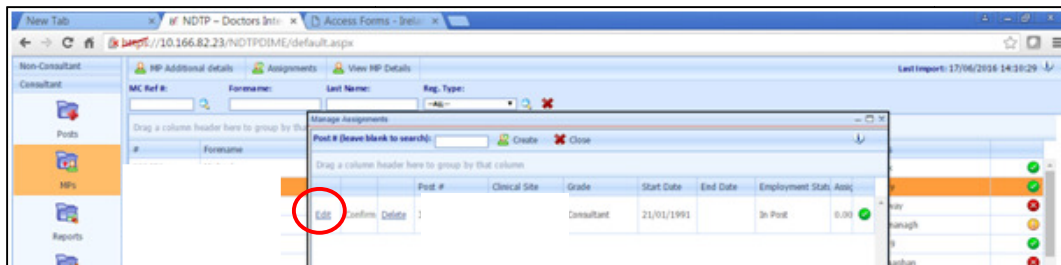 New Tab
NDTP – Doctors Inte
Access Forms - Irelan
https://10.166.82.23/NDTPDIME/default.aspx
Non-Consultant
MP Additional details
Assignments
View MP Details
Last Import: 17/06/2016 14:10:29
Consultant
MC Ref #:
Forename:
Last Name:
Reg. Type:
--ALL--
Posts
Manage Assignments
Post # (leave blank to search):
Create
Close
Drag a column header here to group by tha
Drag a column header here to group by that column
#
Forename
MPs
Post #
Clinical Site
Grade
Start Date
End Date
Employment Statu
Assig
Edit
Confirm
Delete
Consultant
21/01/1991
In Post
0.00
Reports